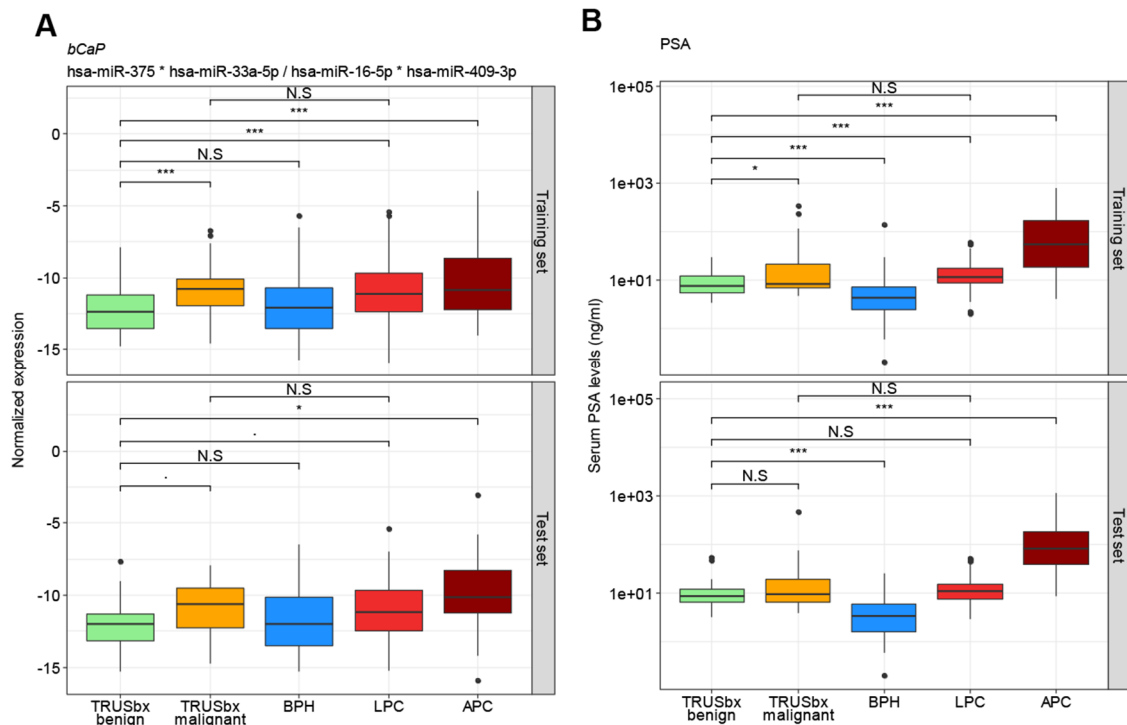 A
bCaP
hsa-miR-375 * hsa-miR-33a-5p / hsa-miR-16-5p * hsa-miR-409-3p
Normalized expression
N.S
***
***
N.S
***
0
-5
-10
-15
Training set
N.S
*
.
N.S
.
0
-5
-10
-15
Test set
TRUSbx benign
TRUSbx malignant
BPH
LPC
APC
B
PSA
Serum PSA levels (ng/ml)
N.S
***
***
***
*
1e+05
1e+03
1e+01
Training set
N.S
***
N.S
***
N.S
1e+05
1e+03
1e+01
Test set
TRUSbx benign
TRUSbx malignant
BPH
LPC
APC